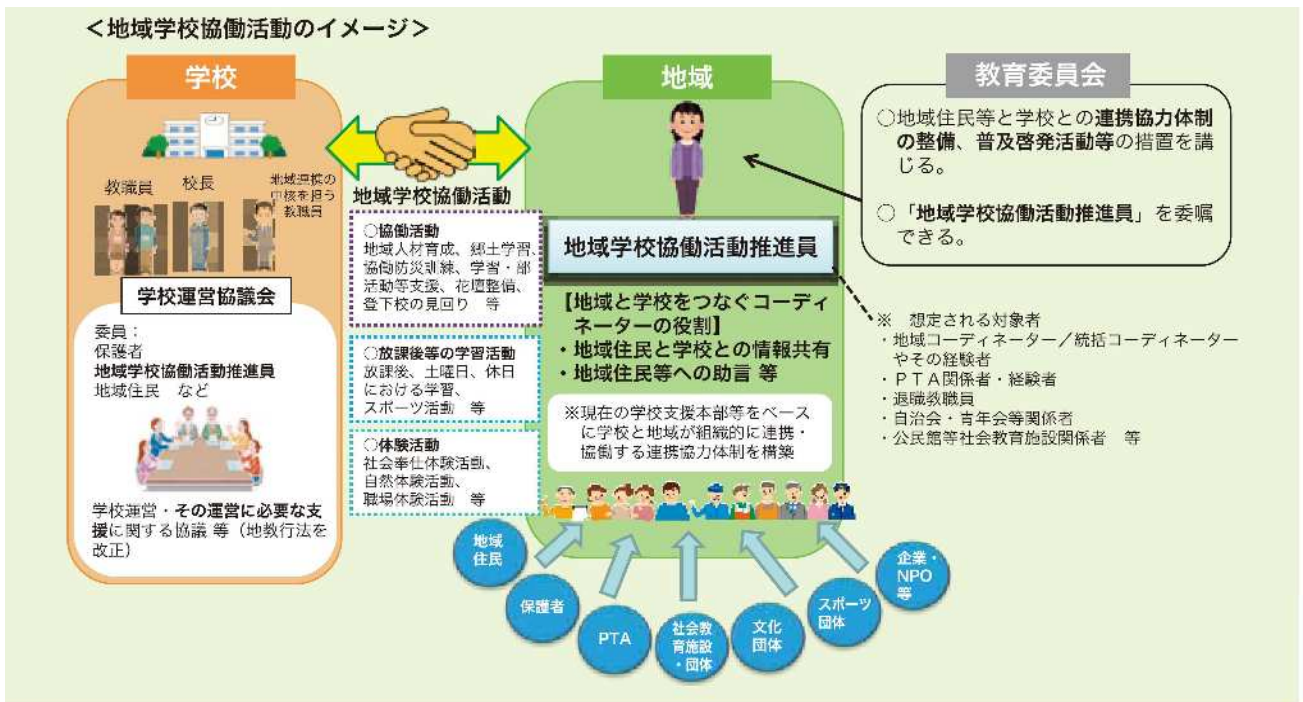 <地域学校協働活動のイメージ>
学校
教職員
校長
地域連携の
中核を担う
教職員
学校運営協議会
委員：
保護者
地域学校協働活動推進員
地域住民　など
学校運営・その運営に必要な支
援に関する協議 等（地教行法を
改正）
地域学校協働活動
○協働活動
地域人材育成、郷土学習、
協働防災訓練、学習・部
活動等支援、花壇整備、
登下校の見回り　等
○放課後等の学習活動
放課後、土曜日、休日
における学習、
スポーツ活動　等
○体験活動
社会奉仕体験活動、
自然体験活動、
職場体験活動　等
地域
地域学校協働活動推進員
【地域と学校をつなぐコーディ
ネーターの役割】
・地域住民と学校との情報共有
・地域住民等への助言 等
※現在の学校支援本部等をベース
に学校と地域が組織的に連携・
協働する連携協力体制を構築
教育委員会
○地域住民等と学校との連携協力体制
の整備、普及啓発活動等の措置を講
じる。
○「地域学校協働活動推進員」を委嘱
できる。
※　想定される対象者
・地域コーディネーター／統括コーディネーター
やその経験者
・ＰＴＡ関係者・経験者
・退職教職員
・自治会・青年会等関係者
・公民館等社会教育施設関係者　等
地域
住民
保護者
PTA
社会教
育施設
・団体
文化
団体
スポーツ
団体
企業・
NPO
等